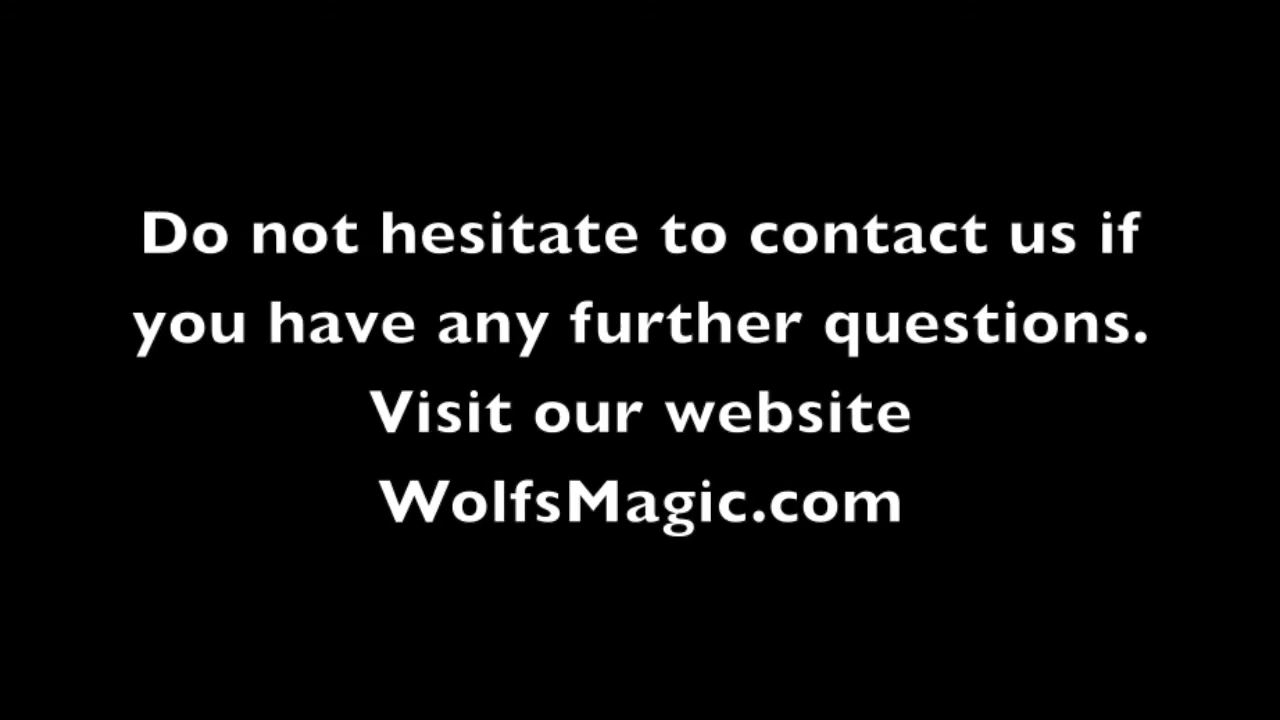 Do not hesitate to contact us if
you have any further questions.
Visit our website
WolfsMagic.com